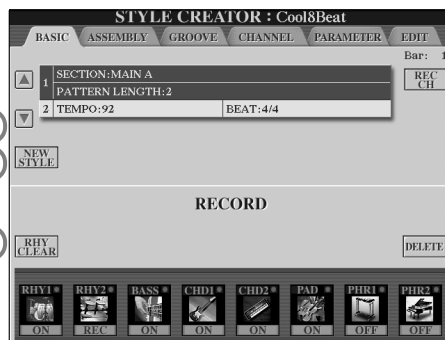 STYLE CREATOR : Cool8Beat
BASIC ASSEMBLY GROOVE CHANNEL PARAMETER EDIT
Bar: 1
1 SECTION:MAIN A
PATTERN LENGTH:2
REC
CH
2 TEMPO:92 BEAT:4/4
NEW
STYLE
RECORD
RHY
CLEAR
DELETE
RHY1 RHY2 BASS CHD1 CHD2 PAD PHR1 PHR2
ON REC ON ON ON ON OFF OFF